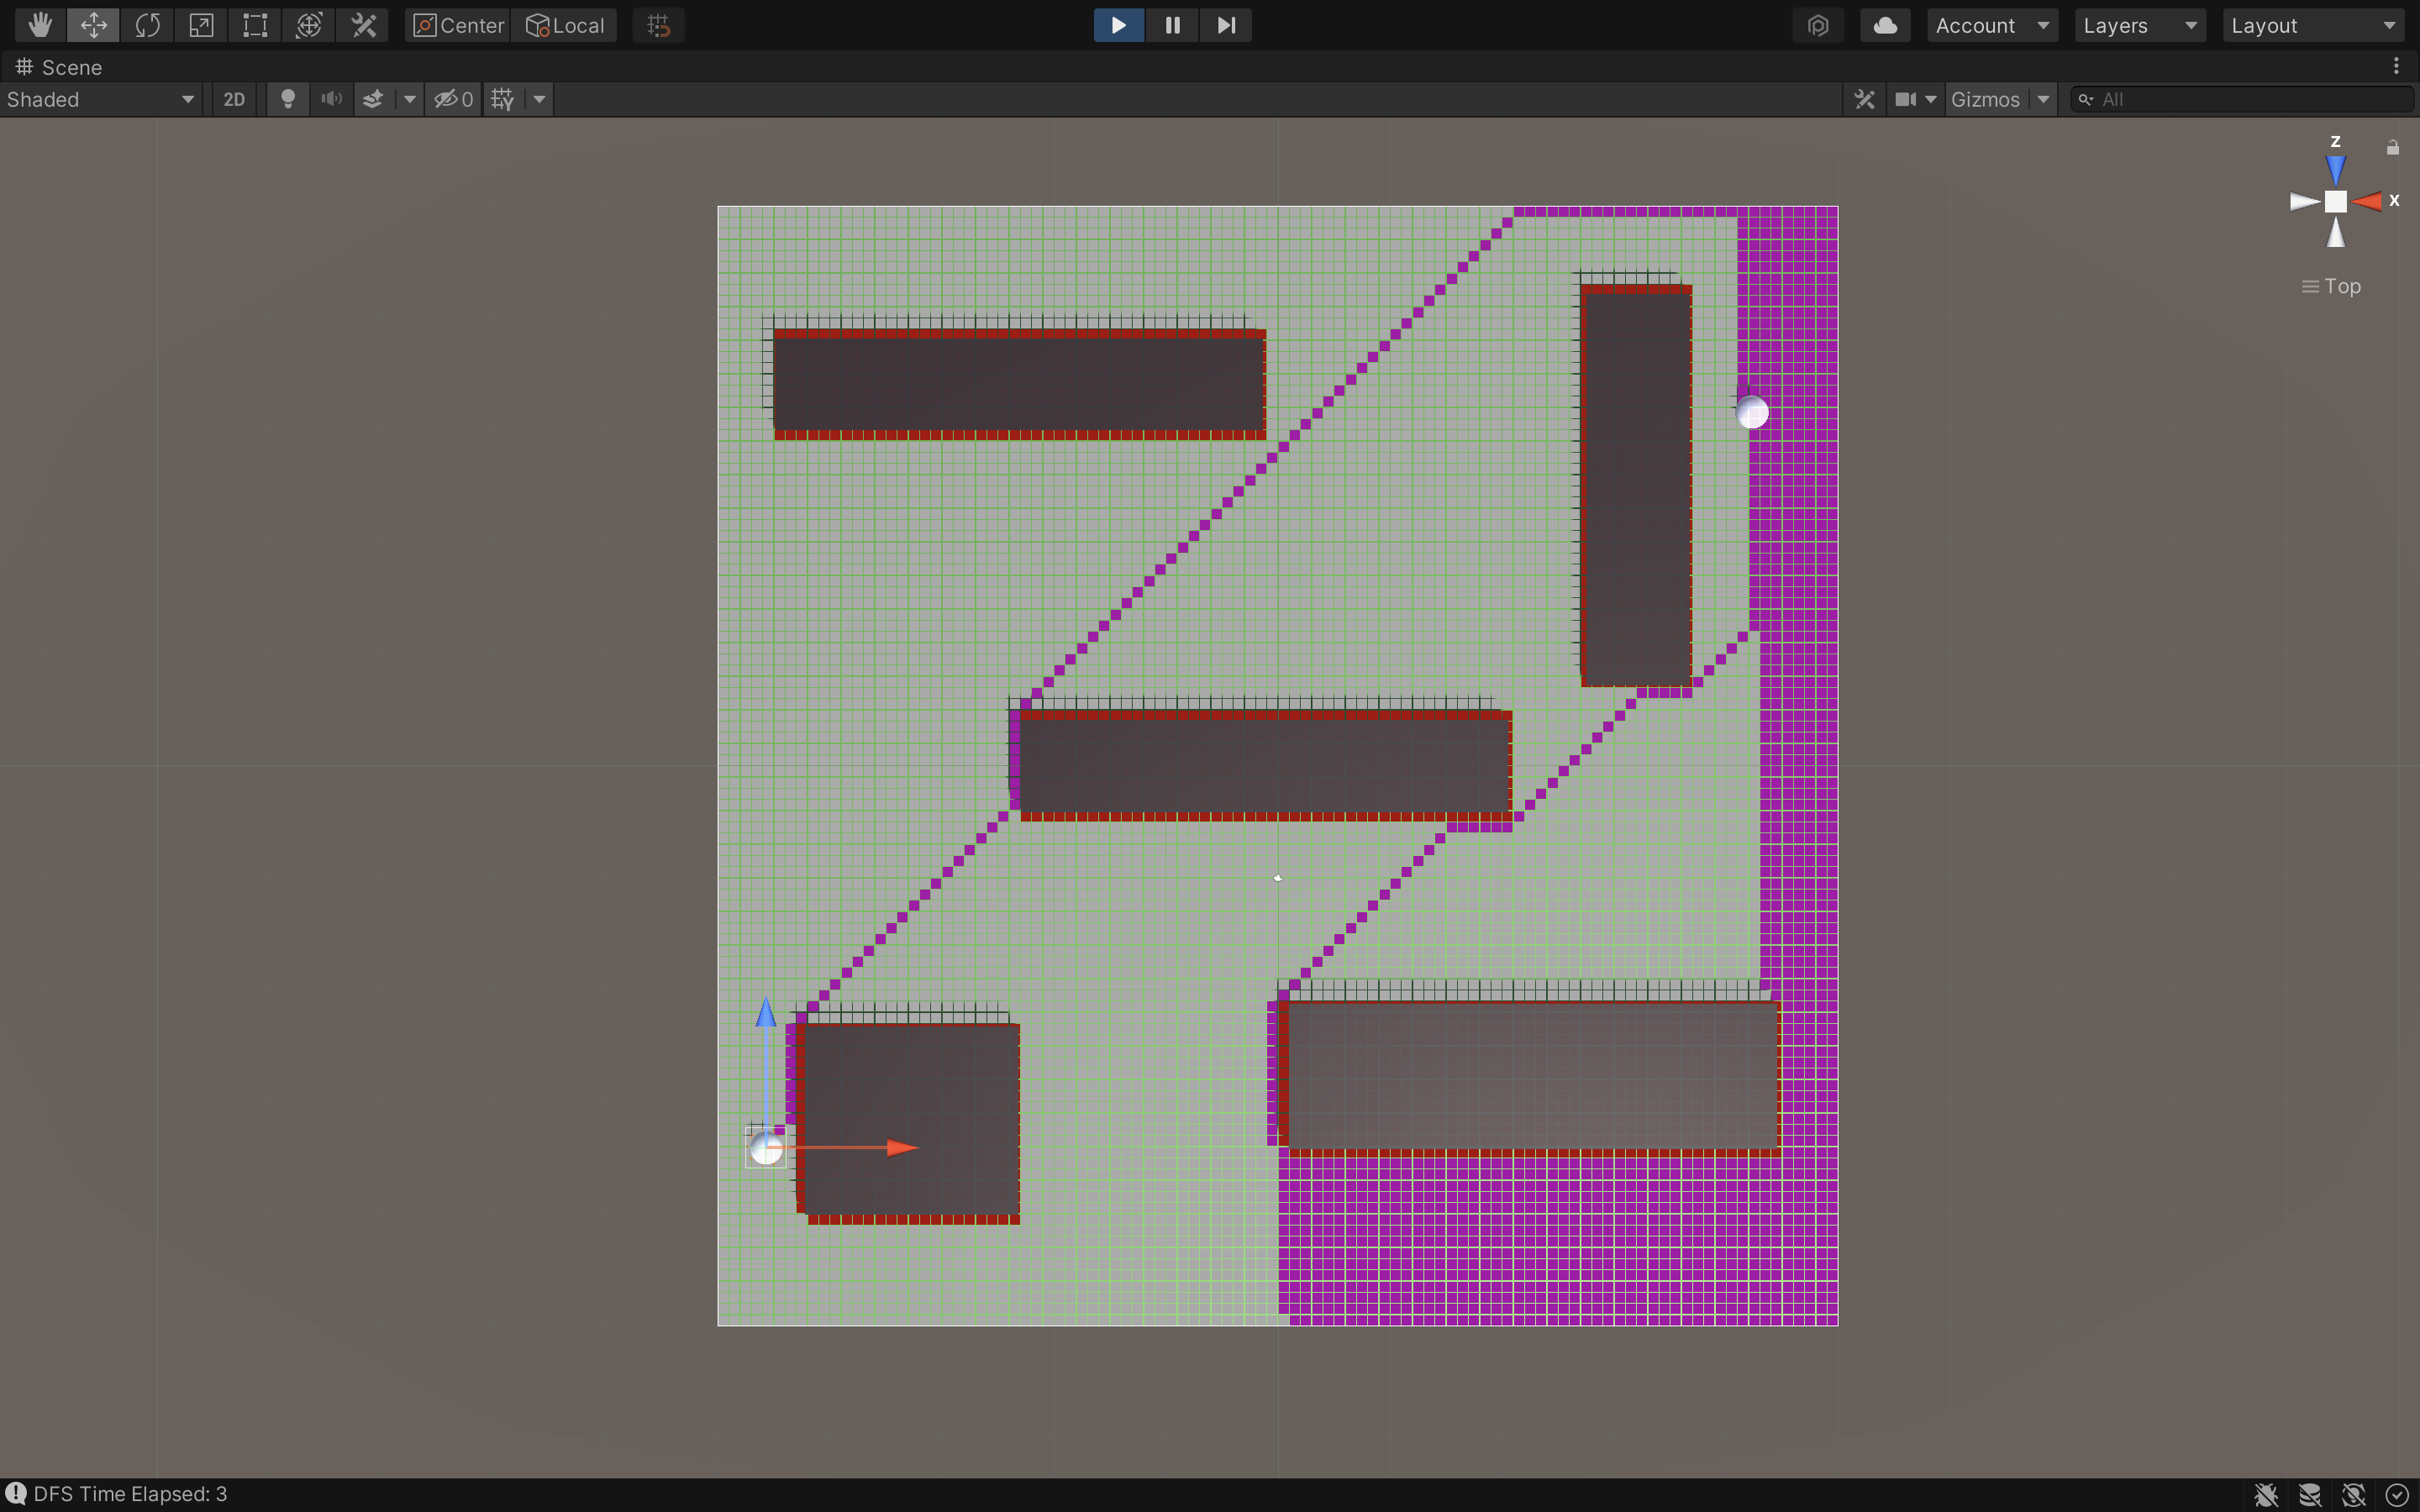 Center Local Account Layers Layout
Scene
Shaded 2D 0 Gizmos All
z
x
Top
DFS Time Elapsed: 3